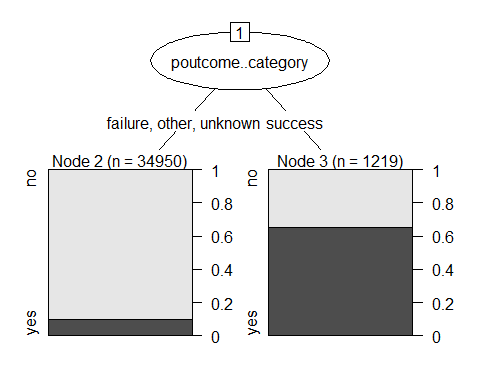 1
poutcome..category
failure, other, unknown success
Node 2 (n = 34950)
no
yes
1
0.8
0.6
0.4
0.2
0
Node 3 (n = 1219)
no
yes
1
0.8
0.6
0.4
0.2
0